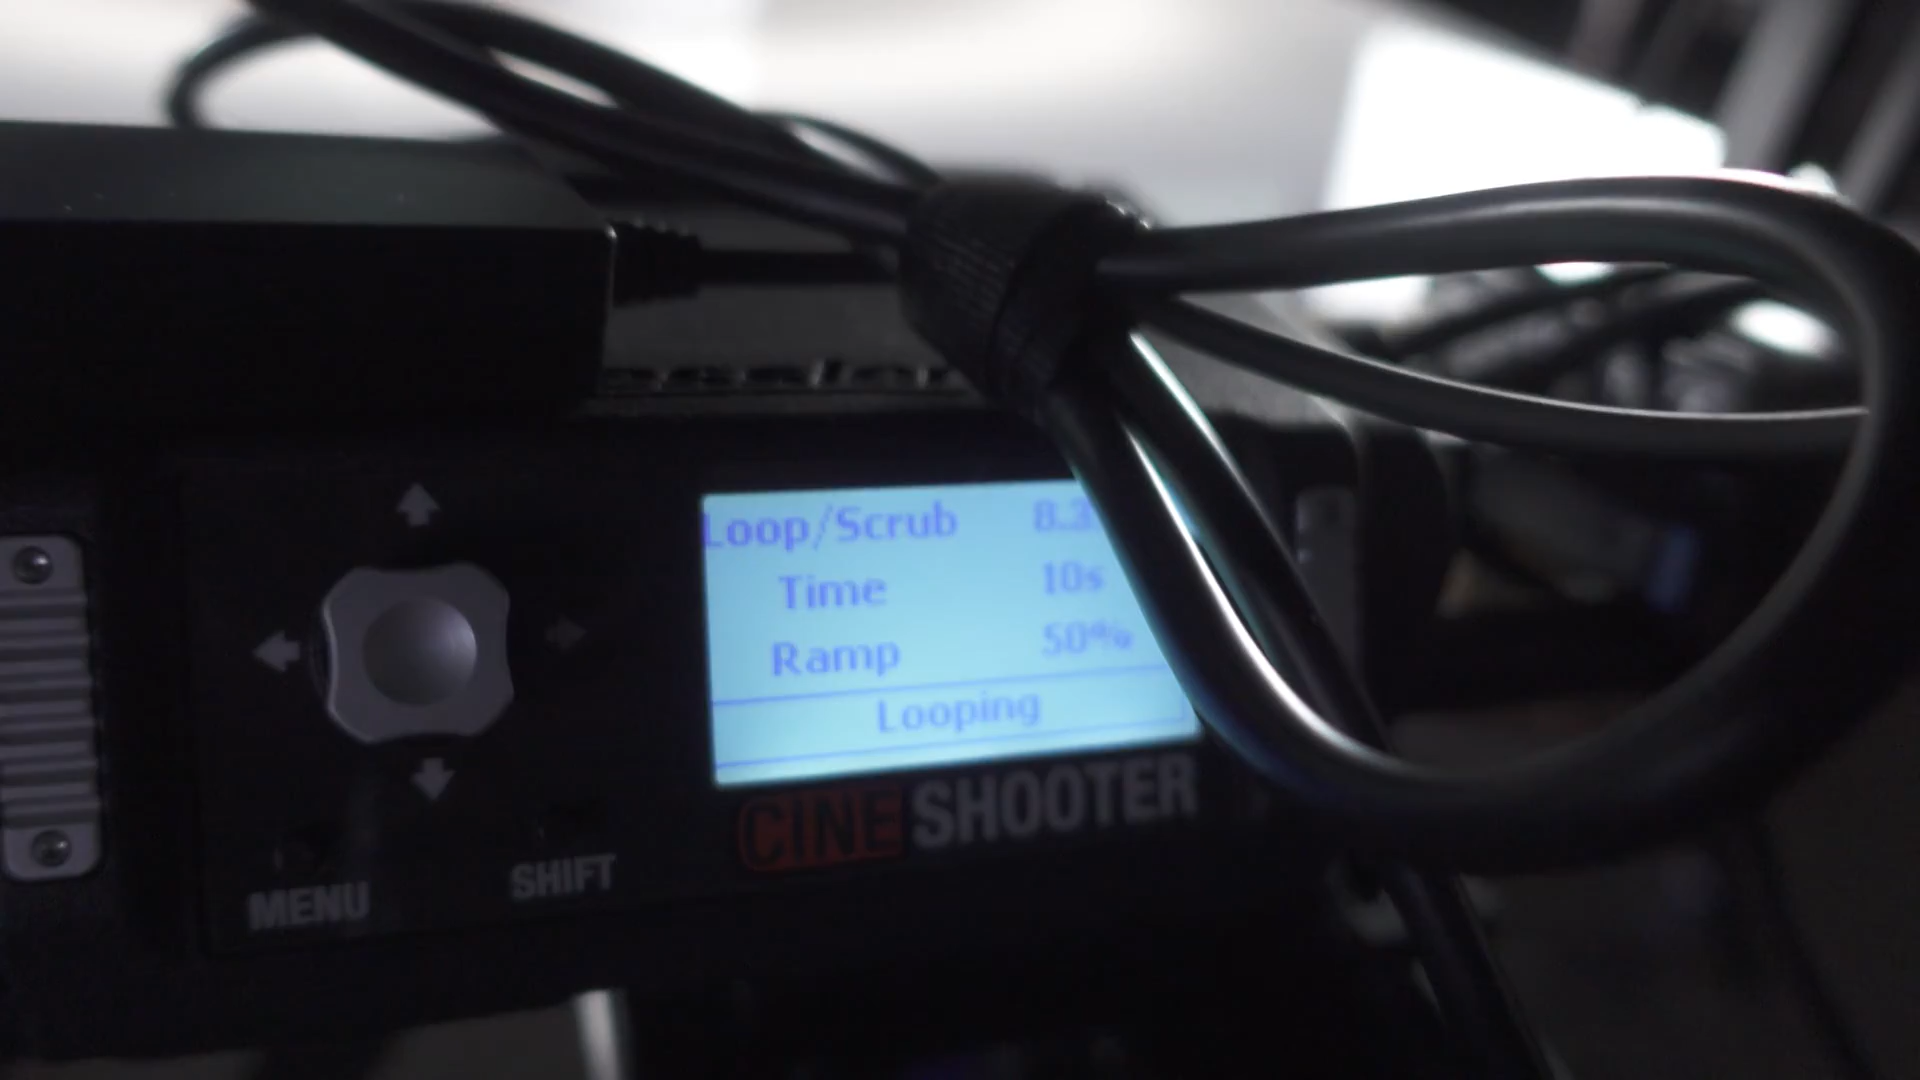 Loop/Scrub
Time 10s
Ramp 50%
Looping
CINESHOOTER
MENU SHIFT